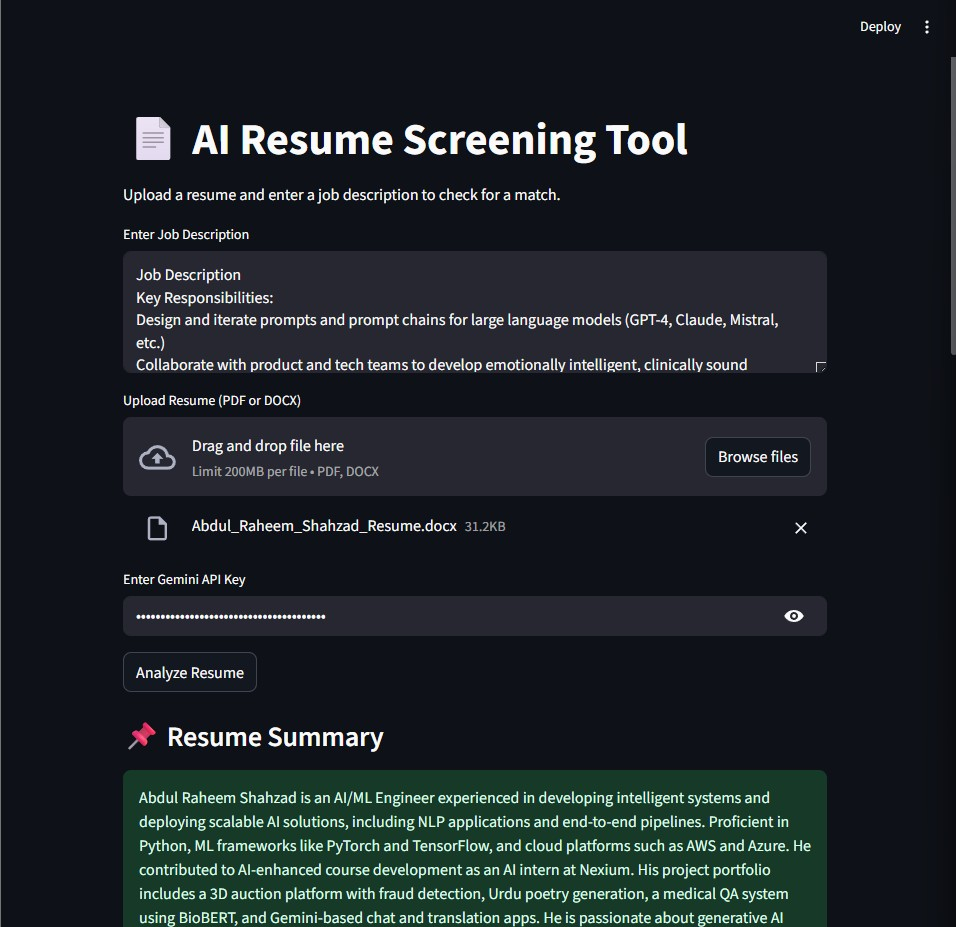 Deploy
AI Resume Screening Tool
Upload a resume and enter a job description to check for a match.
Enter Job Description
Job Description
Key Responsibilities:
Design and iterate prompts and prompt chains for large language models (GPT-4, Claude, Mistral,
etc.)
Collaborate with product and tech teams to develop emotionally intelligent, clinically sound
Upload Resume (PDF or DOCX)
Drag and drop file here
Limit 200MB per file • PDF, DOCX
Browse files
Abdul_Raheem_Shahzad_Resume.docx 31.2KB
Enter Gemini API Key
Analyze Resume
Resume Summary
Abdul Raheem Shahzad is an AI/ML Engineer experienced in developing intelligent systems and
deploying scalable AI solutions, including NLP applications and end-to-end pipelines. Proficient in
Python, ML frameworks like PyTorch and TensorFlow, and cloud platforms such as AWS and Azure. He
contributed to AI-enhanced course development as an AI intern at Nexium. His project portfolio
includes a 3D auction platform with fraud detection, Urdu poetry generation, a medical QA system
using BioBERT, and Gemini-based chat and translation apps. He is passionate about generative AI